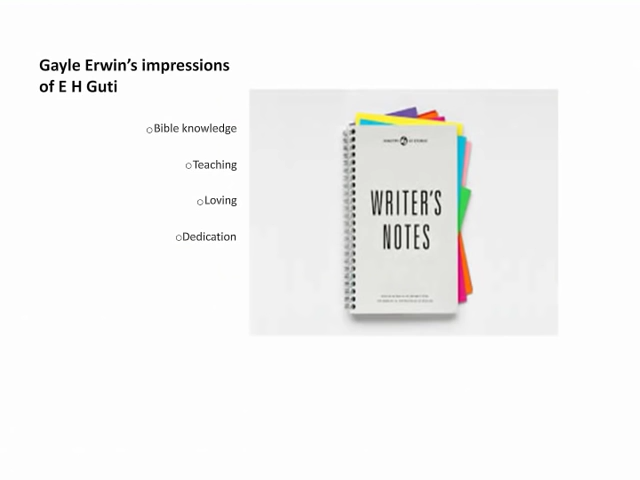 Gayle Erwin’s impressions
of E H Guti
○Bible knowledge
○Teaching
○Loving
○Dedication
WRITER'S
NOTES